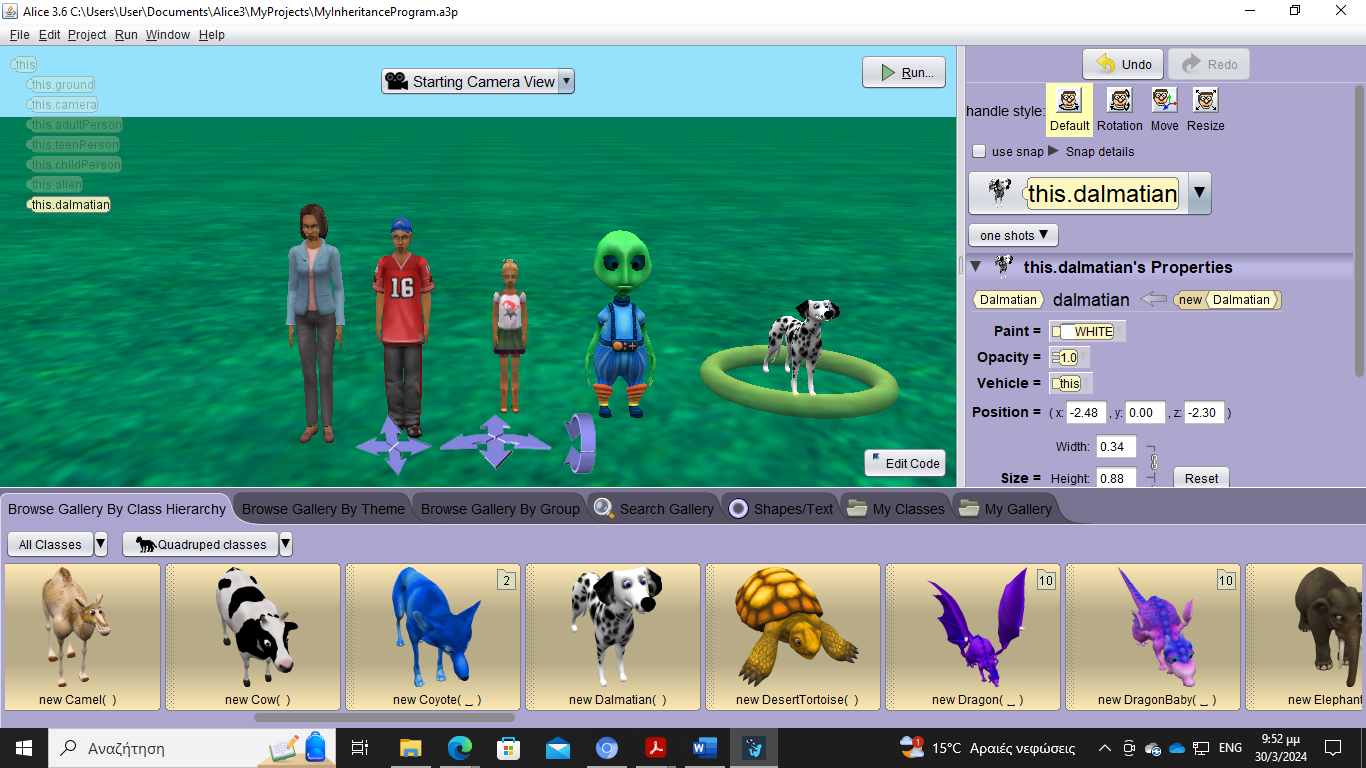 Alice 3.6 C:\Users\User\Documents\Alice3\MyProjects\MyInheritanceProgram.a3p
File Edit Project Run Window Help
this
this.ground
this.camera
this.adultPerson
this.teenPerson
this.childPerson
this.alien
this.dalmatian
Starting Camera View
Run...
16
Edit Code
Undo Redo
handle style:
Default Rotation Move Resize
use snap Snap details
this.dalmatian
one shots
this.dalmatian's Properties
Dalmatian dalmatian new Dalmatian
Paint = WHITE
Opacity = 1.0
Vehicle = this
Position = ( x: -2.48 , y: 0.00 , z: -2.30 )
Width: 0.34
Size = Height: 0.88 Reset
Browse Gallery By Class Hierarchy Browse Gallery By Theme Browse Gallery By Group Search Gallery Shapes/Text My Classes My Gallery
All Classes Quadruped classes
2 10 10
new Camel( ) new Cow( ) new Coyote( _ ) new Dalmatian( ) new DesertTortoise( ) new Dragon( _ ) new DragonBaby( _ ) new Elephant
Αναζήτηση
1 15°C Αραιές νεφώσεις ENG
9:52 μμ
30/3/2024